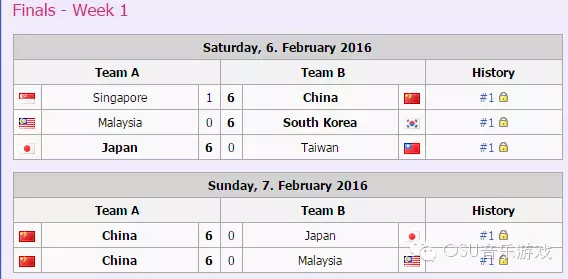 Finals - Week 1
Saturday, 6. February 2016
Team A Team B History
Singapore 1 6 China #1
Malaysia 0 6 South Korea #1
Japan 6 0 Taiwan #1
Sunday, 7. February 2016
Team A Team B History
China 6 0 Japan #1
China 6 0 Malaysia #1
OSU音乐游戏